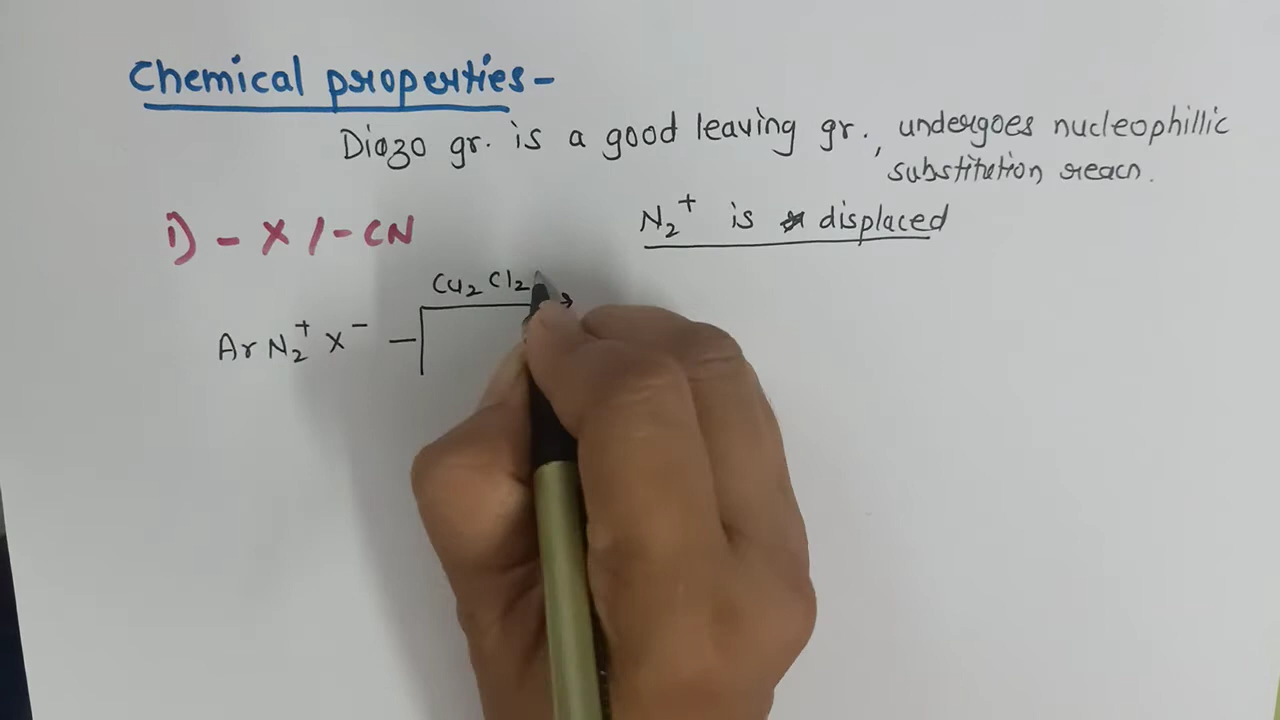 Chemical properties-
Diazo gr. is a good leaving gr., undergoes nucleophillic
substitution reacn.
N₂⁺ is displaced
1) - X / - CN
Cu₂Cl₂
ArN₂⁺X⁻